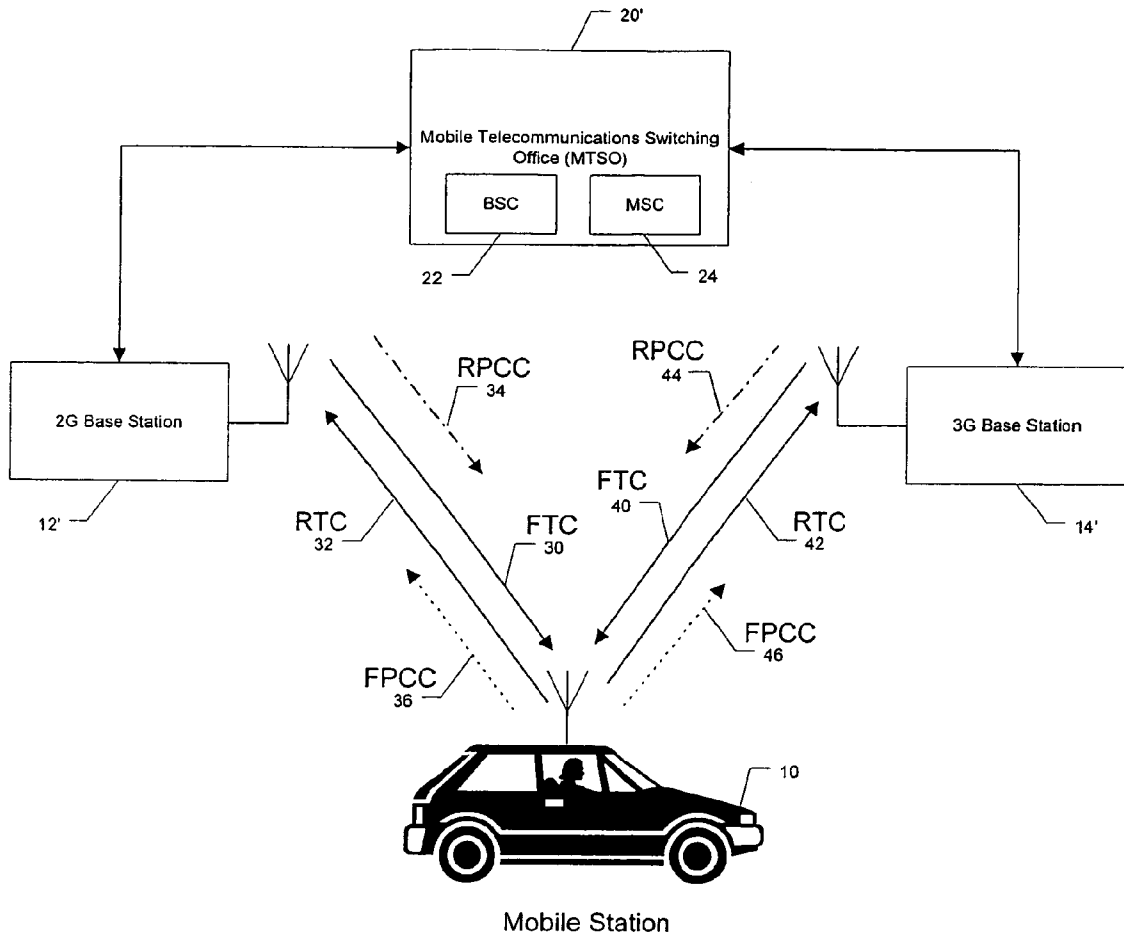 20'
Mobile Telecommunications Switching
Office (MTSO)
BSC
MSC
22
24
RPCC
34
RPCC
44
2G Base Station
3G Base Station
12'
14'
RTC
32
FTC
30
FTC
40
RTC
42
FPCC
36
FPCC
46
10
Mobile Station